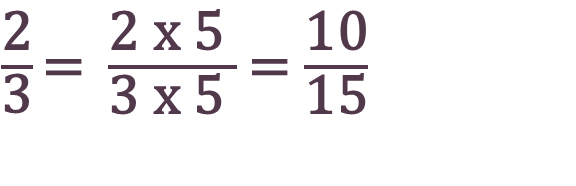 2/3 = 2 x 5/3 x 5 = 10/15